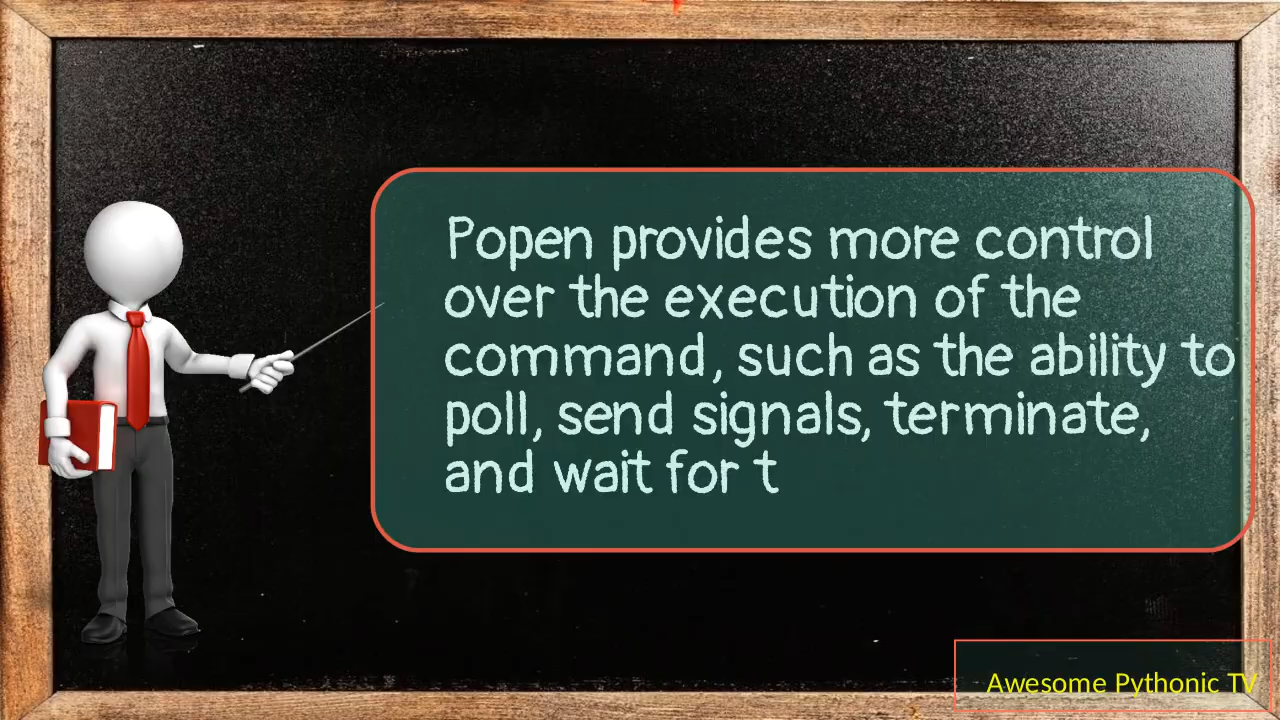 Popen provides more control
over the execution of the
command, such as the ability to
poll, send signals, terminate,
and wait for t
Awesome Pythonic TV